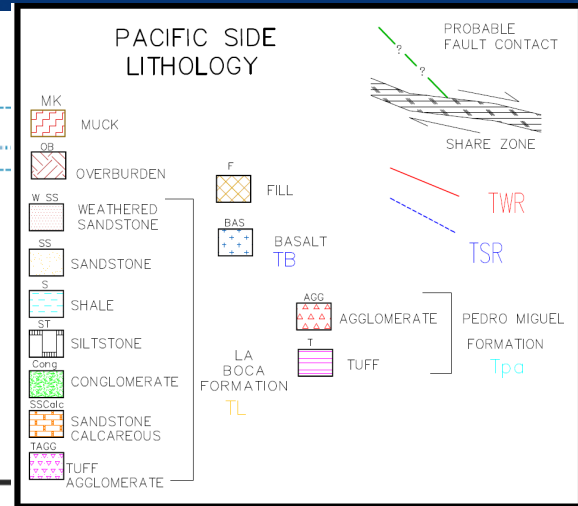 PACIFIC SIDE
LITHOLOGY
PROBABLE
FAULT CONTACT
?
?
SHARE ZONE
MK
MUCK
OB
OVERBURDEN
W SS
WEATHERED
SANDSTONE
SS
SANDSTONE
S
SHALE
ST
SILTSTONE
Cong
CONGLOMERATE
SSCalc
SANDSTONE
CALCAREOUS
TAGG
TUFF
AGGLOMERATE
LA
BOCA
FORMATION
TL
F
FILL
BAS
BASALT
TB
TWR
TSR
AGG
AGGLOMERATE
T
TUFF
PEDRO MIGUEL
FORMATION
Tpa